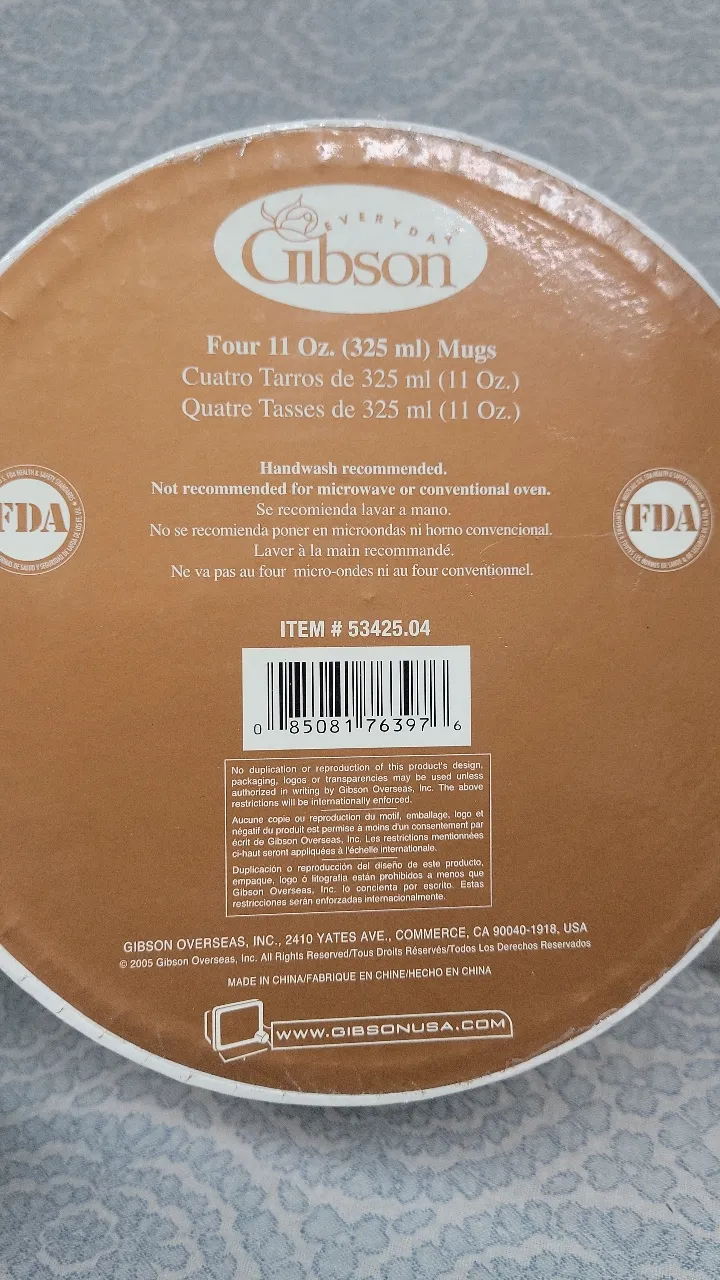 EVERYDAY
Gibson
Four 11 Oz. (325 ml) Mugs
Cuatro Tarros de 325 ml (11 Oz.)
Quatre Tasses de 325 ml (11 Oz.)
Handwash recommended.
Not recommended for microwave or conventional oven.
Se recomienda lavar a mano.
No se recomienda poner en microondas ni horno convencional.
Laver à la main recommandé.
Ne va pas au four micro-ondes ni au four conventionnel.
FDA
FDA
ITEM # 53425.04
0 85081 76397 6
No duplication or reproduction of this product's design,
packaging, logos or transparencies may be used unless
authorized in writing by Gibson Overseas, Inc. The above
restrictions will be internationally enforced.
Aucune copie ou reproduction du motif, emballage, logo et
négatif du produit est permise à moins d'un consentement par
écrit de Gibson Overseas, Inc. Les restrictions mentionnées
ci-haut seront appliquées à l'échelle internationale.
Duplicación o reproducción del diseño de este producto,
empaque, logo ó litografia están prohibidos a menos que
Gibson Overseas, Inc. lo concienta por escrito. Estas
restricciones serán enforzadas internacionalmente.
GIBSON OVERSEAS, INC., 2410 YATES AVE., COMMERCE, CA 90040-1918, USA
© 2005 Gibson Overseas, Inc. All Rights Reserved/Tous Droits Réservés/Todos Los Derechos Reservados
MADE IN CHINA/FABRIQUE EN CHINE/HECHO EN CHINA
WWW.GIBSONUSA.COM